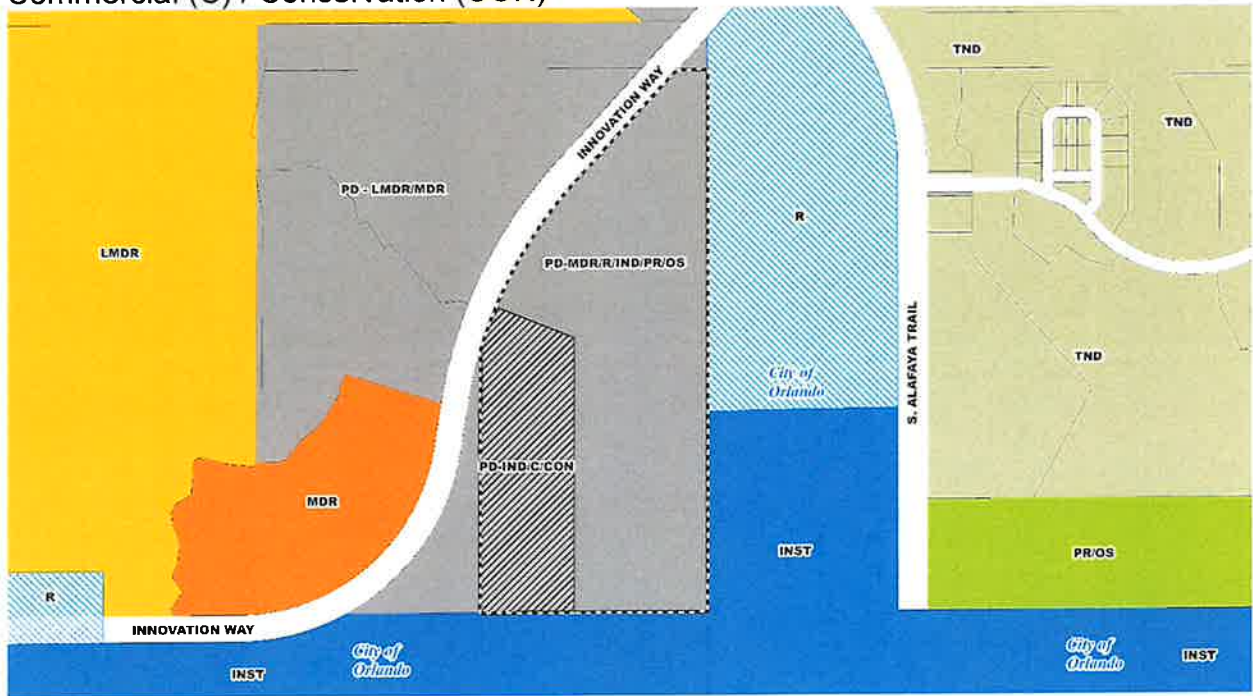 Commercial (C) / Conservation (CON)
TND
INNOVATION WAY
TND
PD - LMDR/MDR
R
LMDR
PD-MDR/R/IND/PR/OS
S. ALAFAYA TRAIL
TND
City of
Orlando
PD-IND/C/CON
MDR
INST
PR/OS
R
INNOVATION WAY
City of
Orlando
INST
City of
Orlando
INST